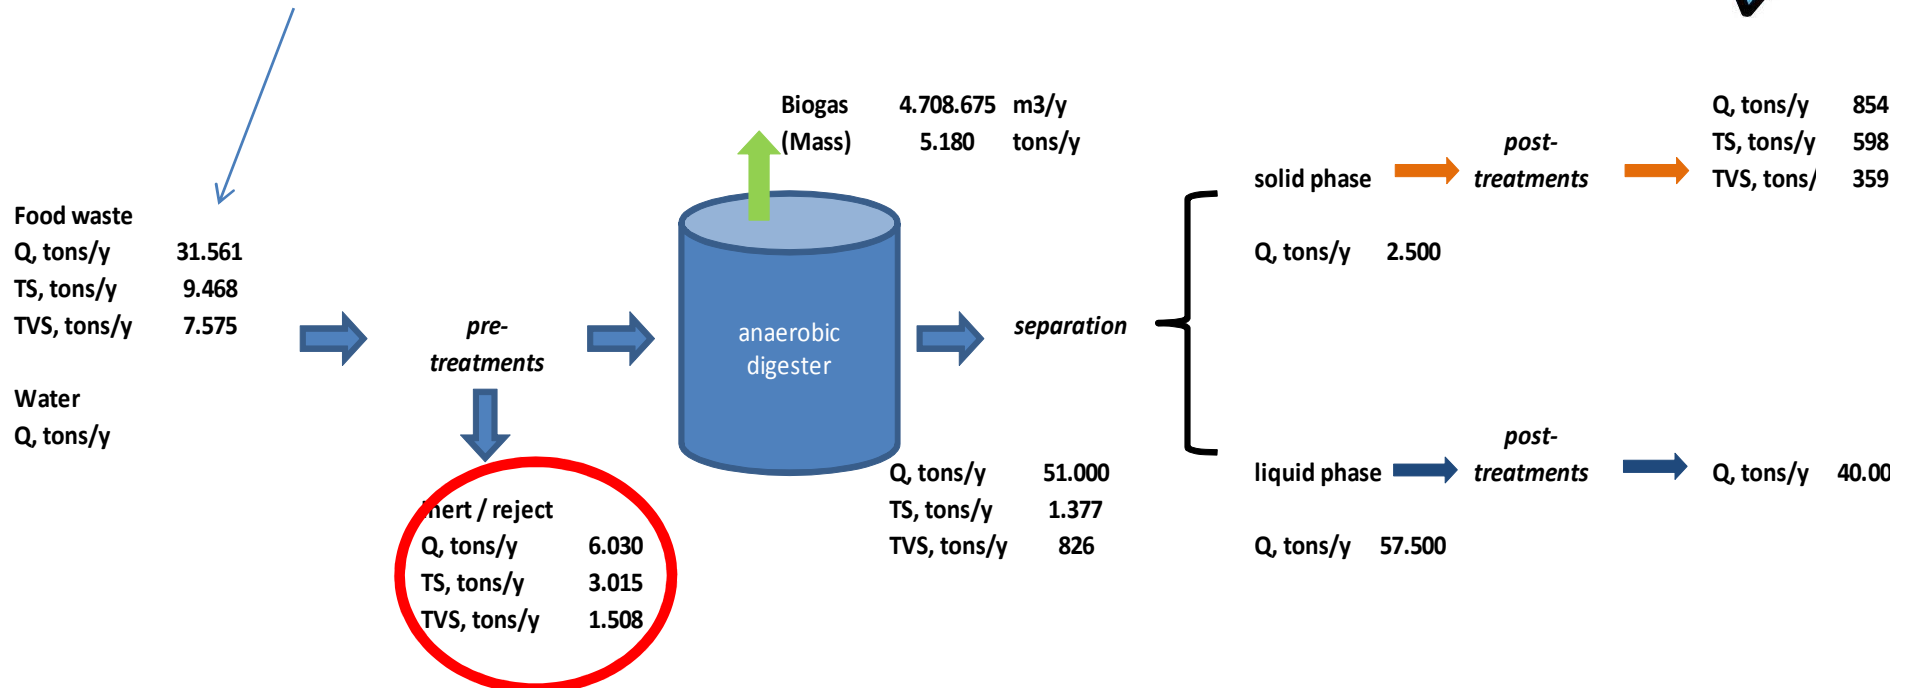 Food waste
Q, tons/y 31.561
TS, tons/y 9.468
TVS, tons/y 7.575
Water
Q, tons/y
pre-
treatments
Inert / reject
Q, tons/y 6.030
TS, tons/y 3.015
TVS, tons/y 1.508
Biogas 4.708.675 m3/y
(Mass) 5.180 tons/y
anaerobic
digester
Q, tons/y 51.000
TS, tons/y 1.377
TVS, tons/y 826
separation
solid phase
Q, tons/y 2.500
post-
treatments
Q, tons/y 854
TS, tons/y 598
TVS, tons/ 359
liquid phase
Q, tons/y 57.500
post-
treatments
Q, tons/y 40.00